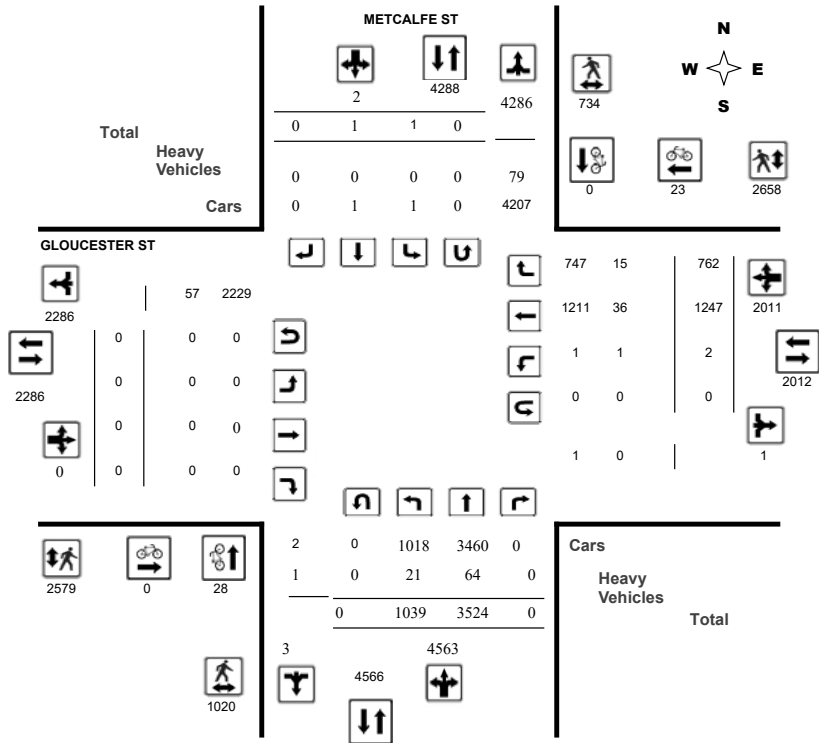 METCALFE ST
N
W E
S
2
4288
4286
734
Total
0 1 1 0
Heavy
Vehicles
0 0 0 0 79
0 23 2658
Cars
0 1 1 0 4207
GLOUCESTER ST
747 15 762
57 2229
2286
1211 36 1247
2011
0 0 0
1 1 2
2012
2286
0 0 0
0 0 0
0 0 0
1 0 1
0
0 0 0
2 0 1018 3460 0
Cars
2579 0 28
1 0 21 64 0
Heavy
Vehicles
0 1039 3524 0
Total
3
4566
4563
1020